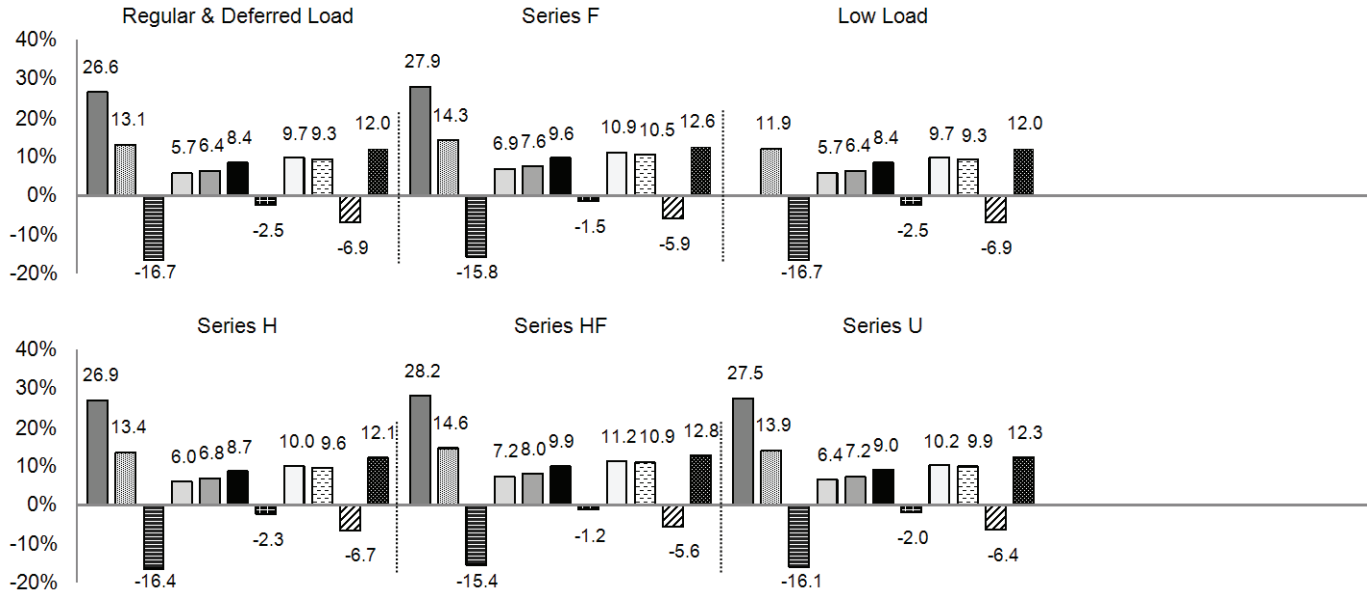 Regular & Deferred Load Series F Low Load
40%
30%
20%
10%
0%
-10%
-20%
26.6 13.1 -16.7 5.7 6.4 8.4 -2.5 9.7 9.3 -6.9 12.0
27.9 14.3 -15.8 6.9 7.6 9.6 -1.5 10.9 10.5 -5.9 12.6
11.9 -16.7 5.7 6.4 8.4 -2.5 9.7 9.3 -6.9 12.0
Series H Series HF Series U
40%
30%
20%
10%
0%
-10%
-20%
26.9 13.4 -16.4 6.0 6.8 8.7 -2.3 10.0 9.6 -6.7 12.1
28.2 14.6 -15.4 7.2 8.0 9.9 -1.2 11.2 10.9 -5.6 12.8
27.5 13.9 -16.1 6.4 7.2 9.0 -2.0 10.2 9.9 -6.4 12.3